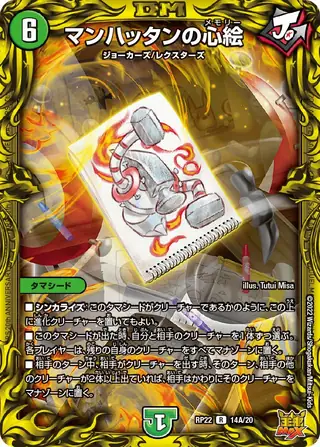 DM
6
メモリー
マンハッタンの心絵
ジョーカーズ/レクスターズ
J
illus. Tutui Misa
タマシード
■シンカライズ:このタマシードがクリーチャーであるかのように、この上に進化クリーチャーを置いてもよい。
■このタマシードが出た時、自分と相手のクリーチャーを1体ずつ選ぶ。各プレイヤーは、残りの自身のクリーチャーをすべてマナゾーンに置く。
■相手のターン中、相手がクリーチャーを出す時、そのターン、相手の他のクリーチャーが2体以上出ていれば、相手はかわりにそのクリーチャーをマナゾーンに置く。
1
RP22 R 14A/20